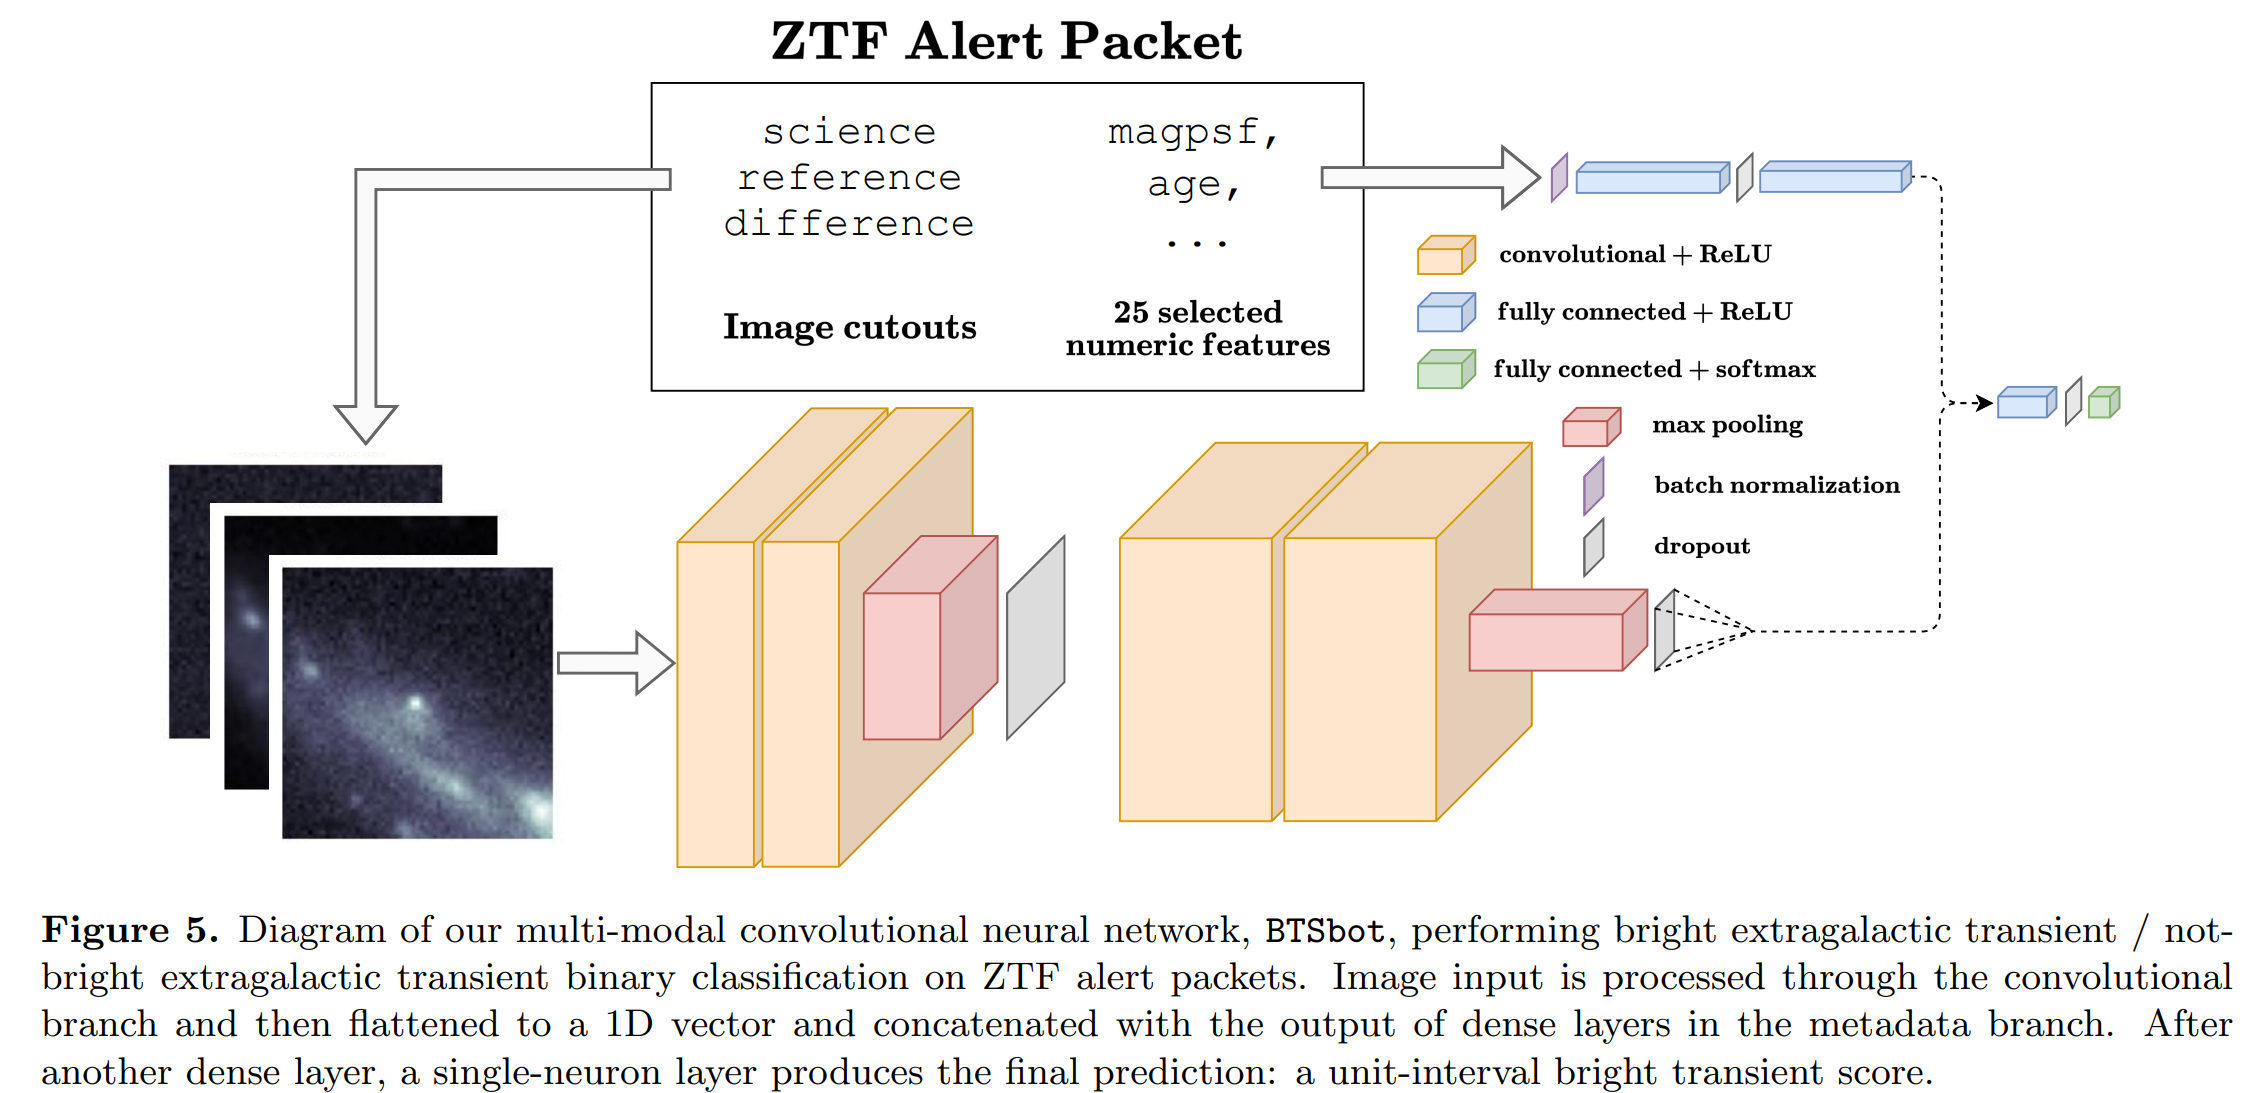 ZTF Alert Packet
science
reference
difference
Image cutouts
magpsf,
age,
...
25 selected
numeric features
convolutional + ReLU
fully connected + ReLU
fully connected + softmax
max pooling
batch normalization
dropout
Figure 5. Diagram of our multi-modal convolutional neural network, BTSbot, performing bright extragalactic transient / not-
bright extragalactic transient binary classification on ZTF alert packets. Image input is processed through the convolutional
branch and then flattened to a 1D vector and concatenated with the output of dense layers in the metadata branch. After
another dense layer, a single-neuron layer produces the final prediction: a unit-interval bright transient score.